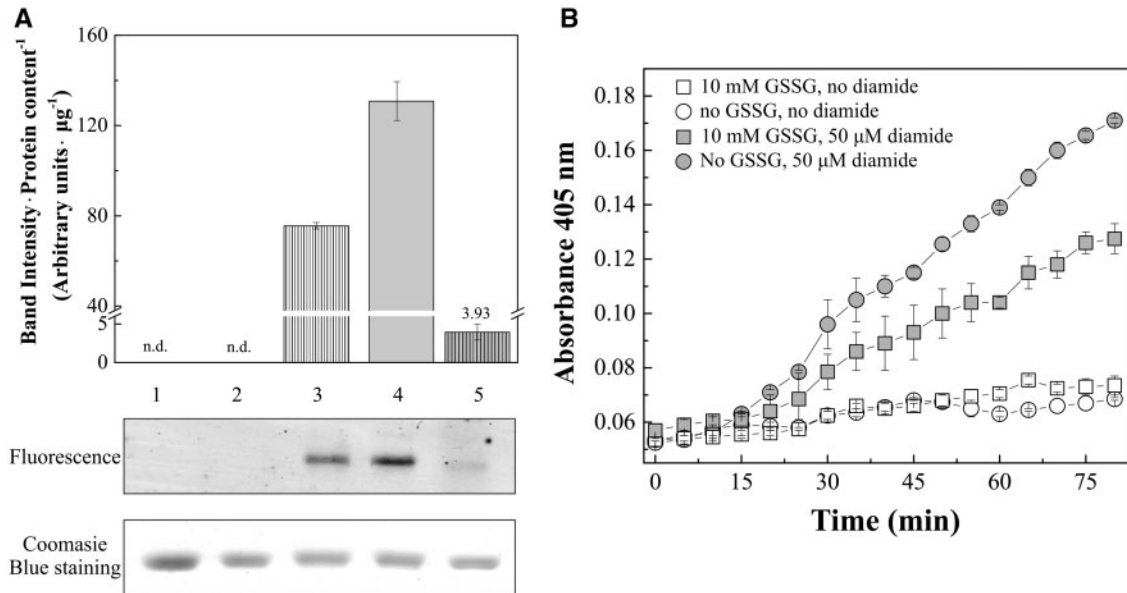 A
Band Intensity·Protein content⁻¹
(Arbitrary units· µg⁻¹)
160
120
80
40
5
0
n.d.
n.d.
3.93
1 2 3 4 5
Fluorescence
Coomasie
Blue staining
B
Absorbance 405 nm
0.18
0.16
0.14
0.12
0.10
0.08
0.06
10 mM GSSG, no diamide
no GSSG, no diamide
10 mM GSSG, 50 µM diamide
No GSSG, 50 µM diamide
0 15 30 45 60 75
Time (min)